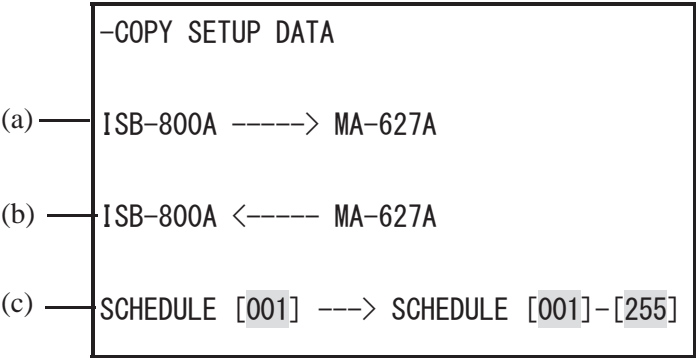 -COPY SETUP DATA
(a) ISB-800A -----> MA-627A
(b) ISB-800A <----- MA-627A
(c) SCHEDULE [001] ---> SCHEDULE [001]-[255]